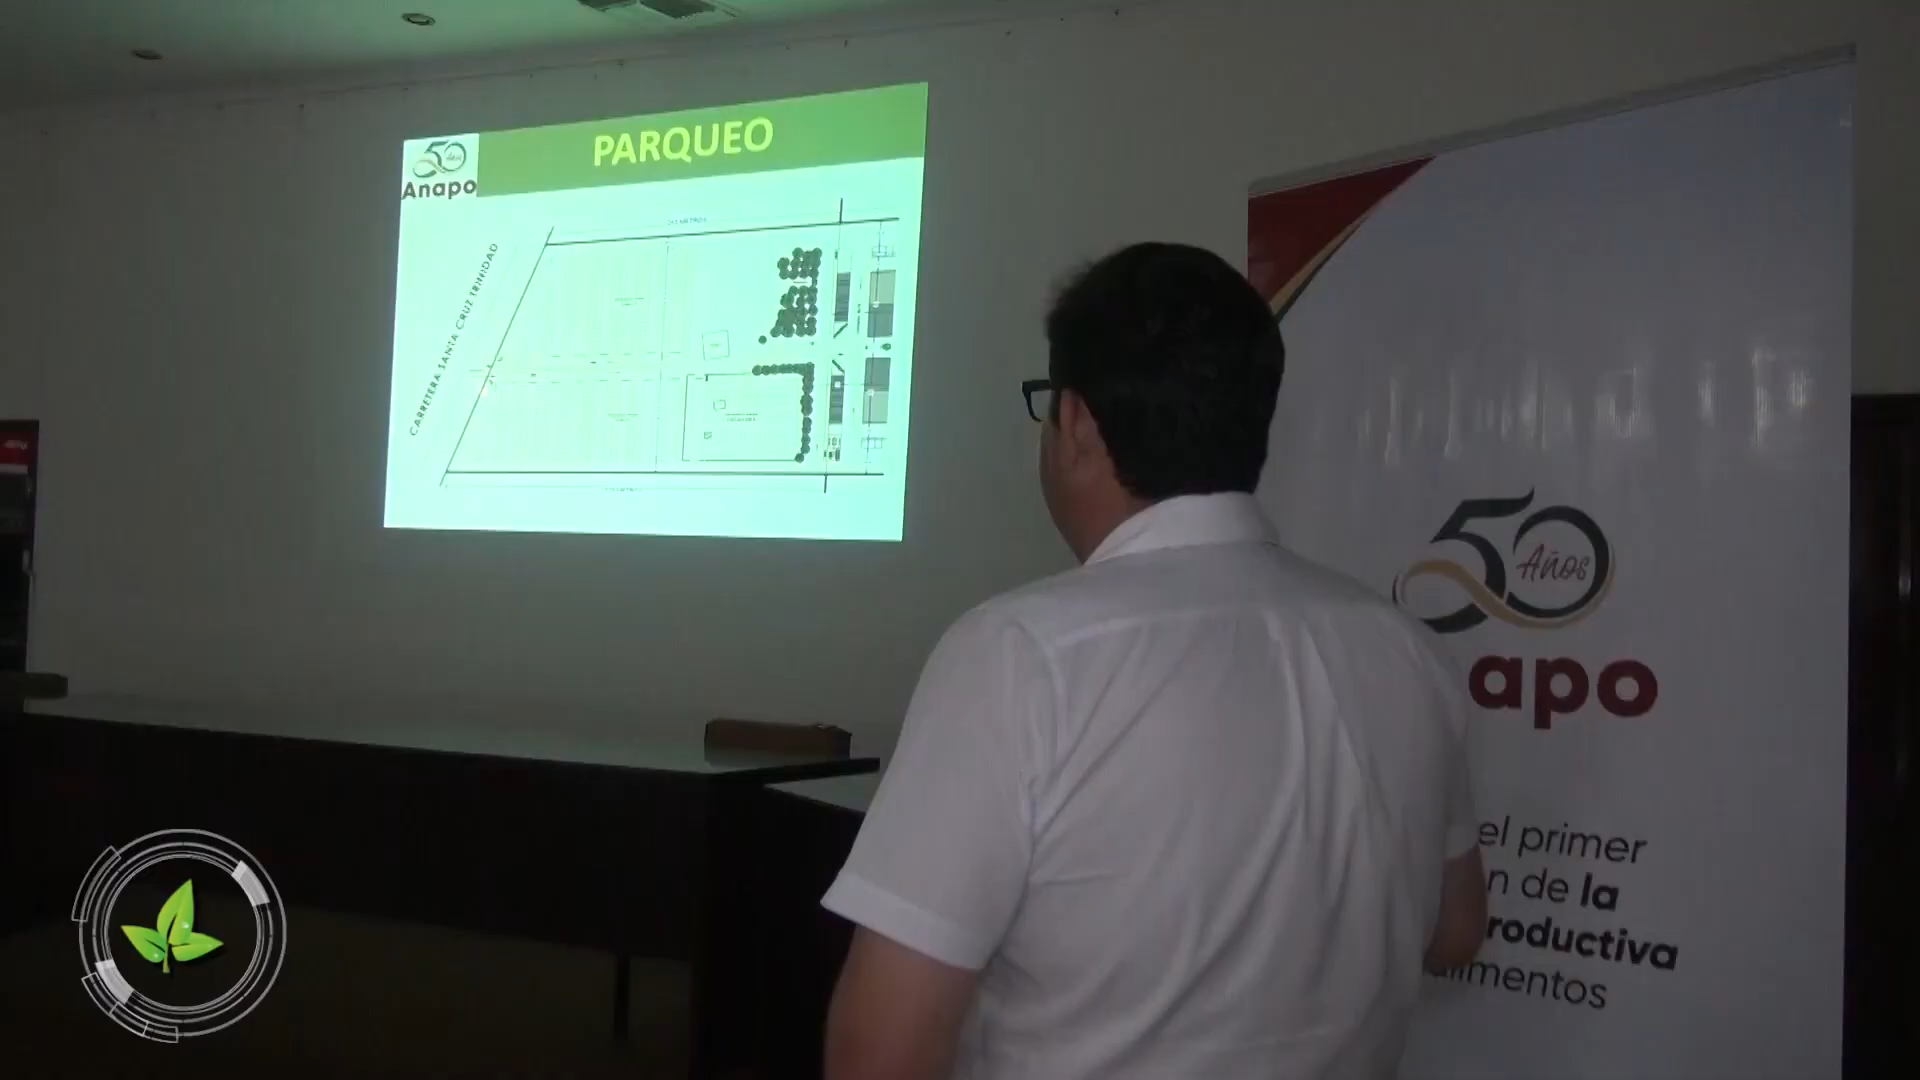 PARQUEO
50 Años
Anapo
CARRETERA SANTA CRUZ TRINIDAD
50 Años
apo
el primer
n de la
roductiva
alimentos